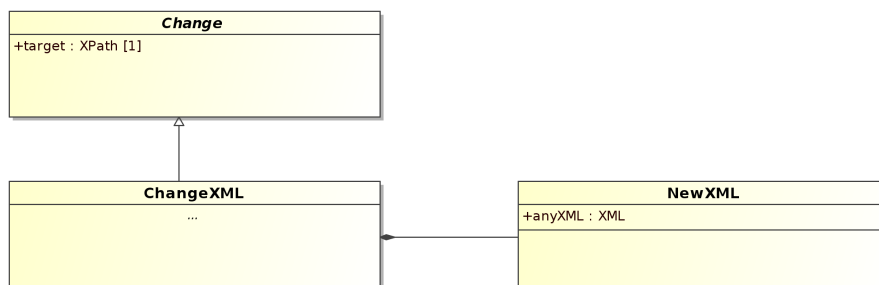 Change
+target : XPath [1]
ChangeXML
...
NewXML
+anyXML : XML